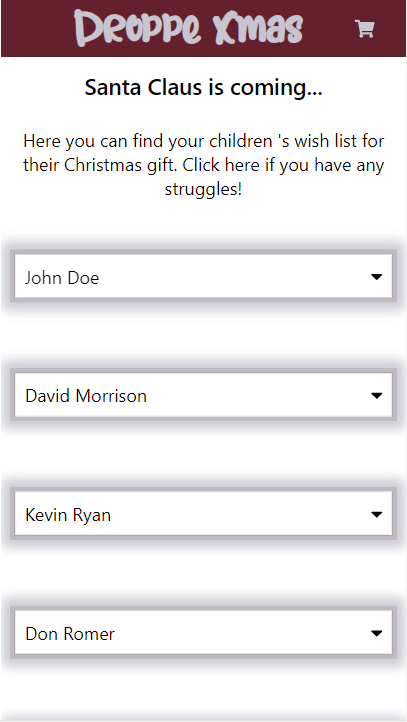 Droppe Xmas
Santa Claus is coming...
Here you can find your children 's wish list for
their Christmas gift. Click here if you have any
struggles!
John Doe
David Morrison
Kevin Ryan
Don Romer